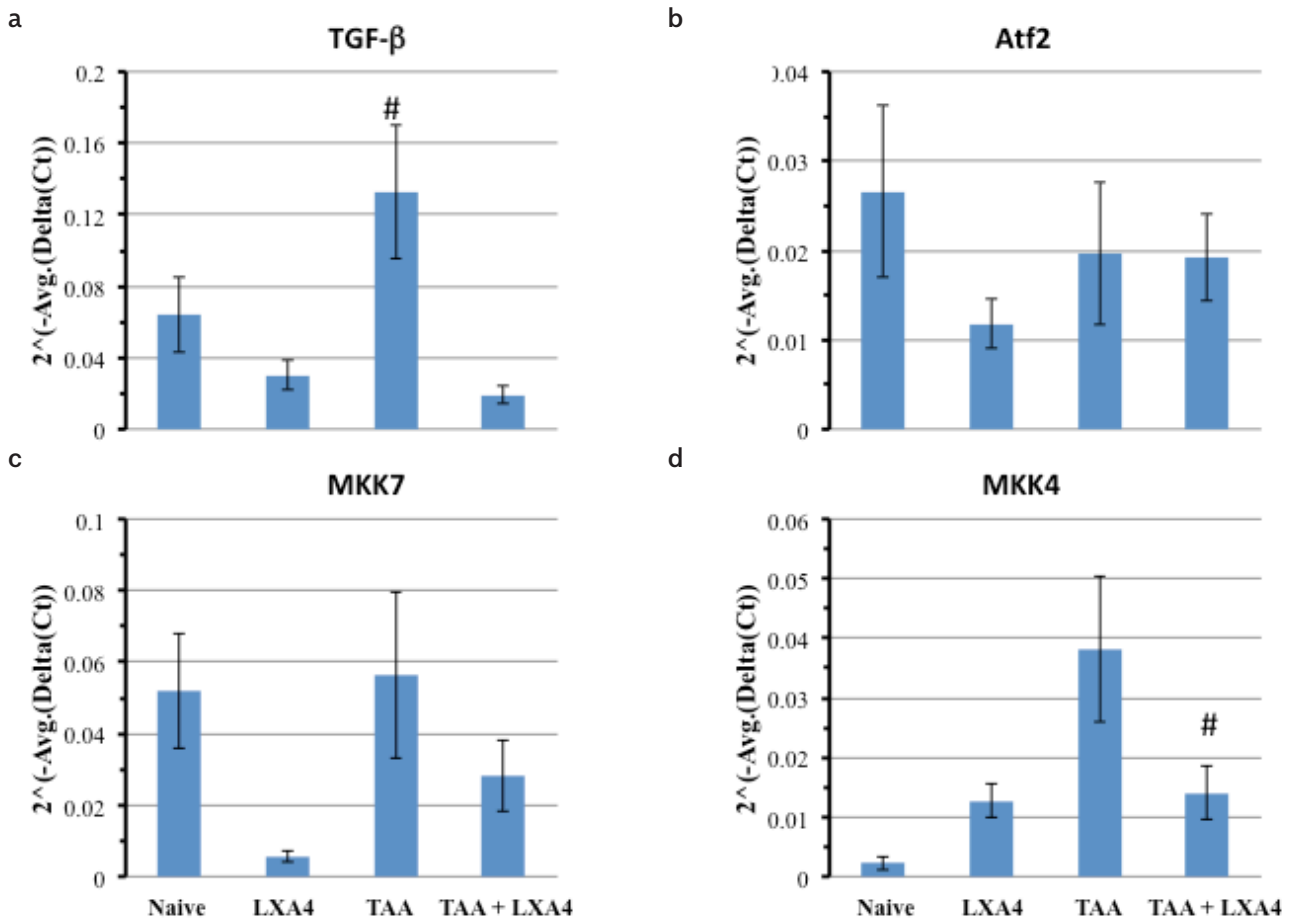 a
TGF-β
2^(-Avg.(Delta(Ct))
0.2
0.16
0.12
0.08
0.04
0
#
b
Atf2
2^(-Avg.(Delta(Ct))
).04
0.03
0.02
0.01
0
c
MKK7
2^(-Avg.(Delta(Ct))
0.1
0.08
0.06
0.04
0.02
0
Naive LXA4 TAA TAA + LXA4
d
MKK4
2^(-Avg.(Delta(Ct))
0.06
0.05
0.04
0.03
0.02
0.01
0
#
Naive LXA4 TAA TAA + LXA4